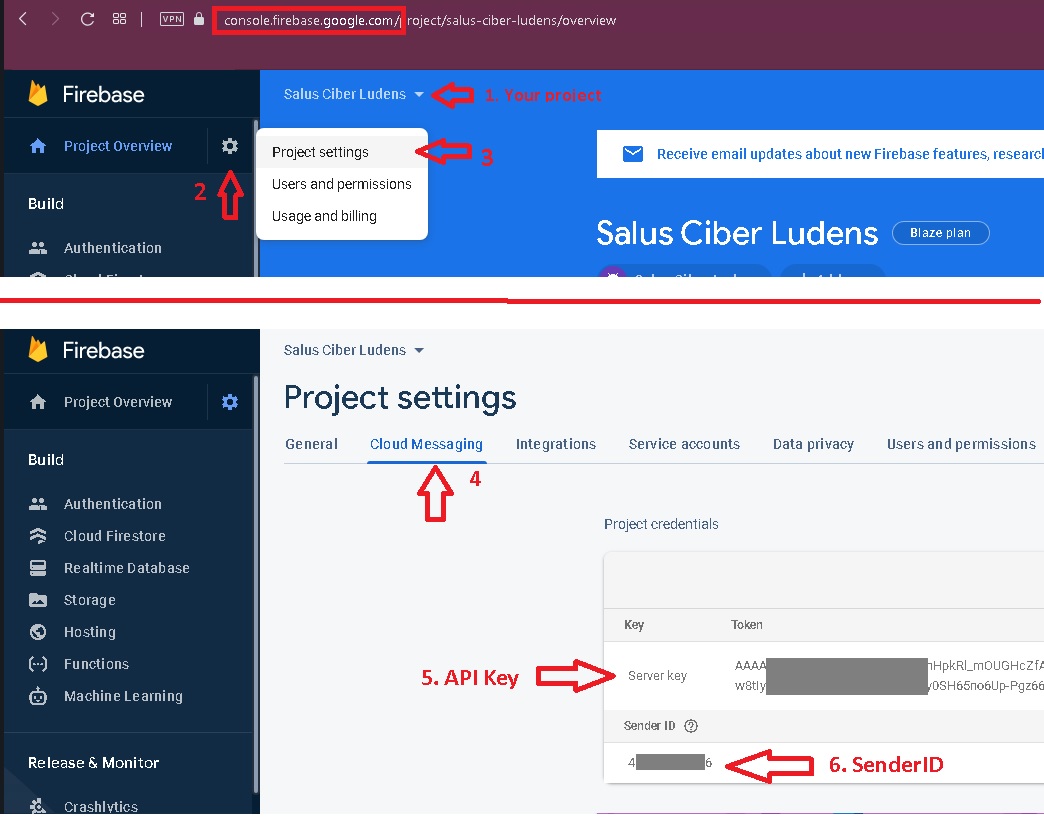 VPN
console.firebase.google.com/project/salus-ciber-ludens/overview
Firebase
Salus Ciber Ludens
1. Your project
Project Overview
Project settings
3
Receive email updates about new Firebase features, research
Users and permissions
2
Build
Usage and billing
Salus Ciber Ludens
Blaze plan
Authentication
Firebase
Salus Ciber Ludens
Project Overview
Project settings
General
Cloud Messaging
Integrations
Service accounts
Data privacy
Users and permissions
Build
4
Authentication
Project credentials
Cloud Firestore
Realtime Database
Storage
Hosting
Key
Token
Functions
5. API Key
Server key
AAAA
HpkRl_mOUGHcZfA
w8tly
0SH65no6Up-Pgz66
Machine Learning
Sender ID
Release & Monitor
4
6
6. SenderID
Crashlytics